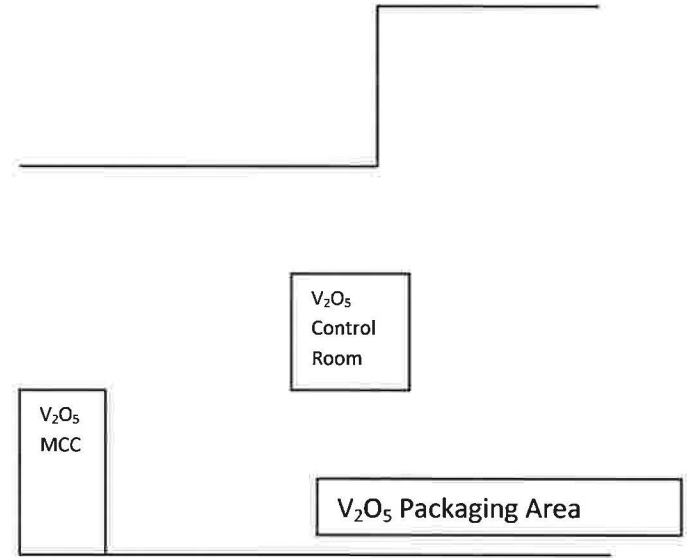 V₂O₅
Control
Room
V₂O₅
MCC
V₂O₅ Packaging Area